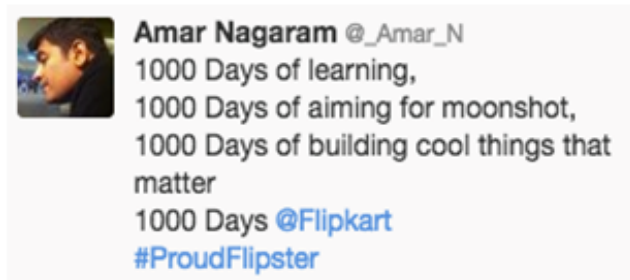 Amar Nagaram @_Amar_N
1000 Days of learning,
1000 Days of aiming for moonshot,
1000 Days of building cool things that
matter
1000 Days @Flipkart
#ProudFlipster